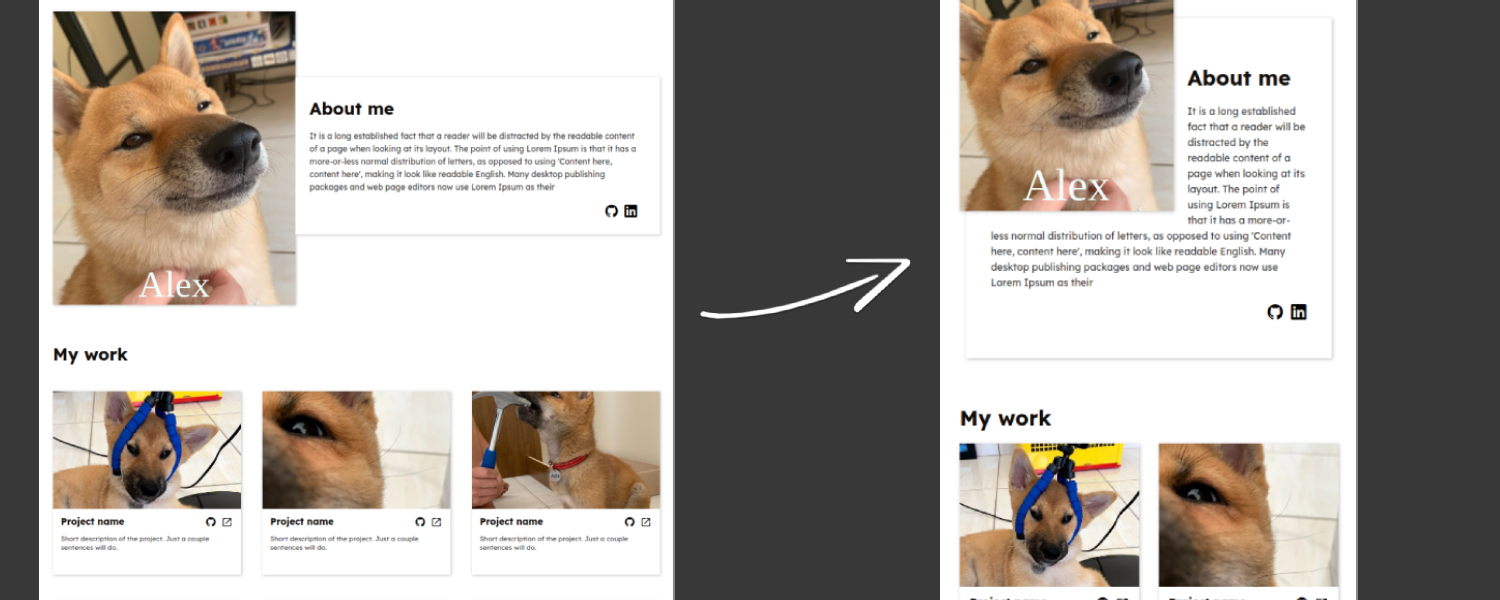 About me
It is a long established fact that a reader will be distracted by the readable content
of a page when looking at its layout. The point of using Lorem Ipsum is that it has a
more-or-less normal distribution of letters, as opposed to using 'Content here,
content here', making it look like readable English. Many desktop publishing
packages and web page editors now use Lorem Ipsum as their
Alex
My work
Project name
Short description of the project. Just a couple
sentences will do.
Project name
Short description of the project. Just a couple
sentences will do.
Project name
Short description of the project. Just a couple
sentences will do.
About me
It is a long established
fact that a reader will be
distracted by the
readable content of a
page when looking at its
layout. The point of
using Lorem Ipsum is
that it has a more-or-
less normal distribution of letters, as opposed to using 'Content
here, content here', making it look like readable English. Many
desktop publishing packages and web page editors now use
Lorem Ipsum as their
Alex
My work